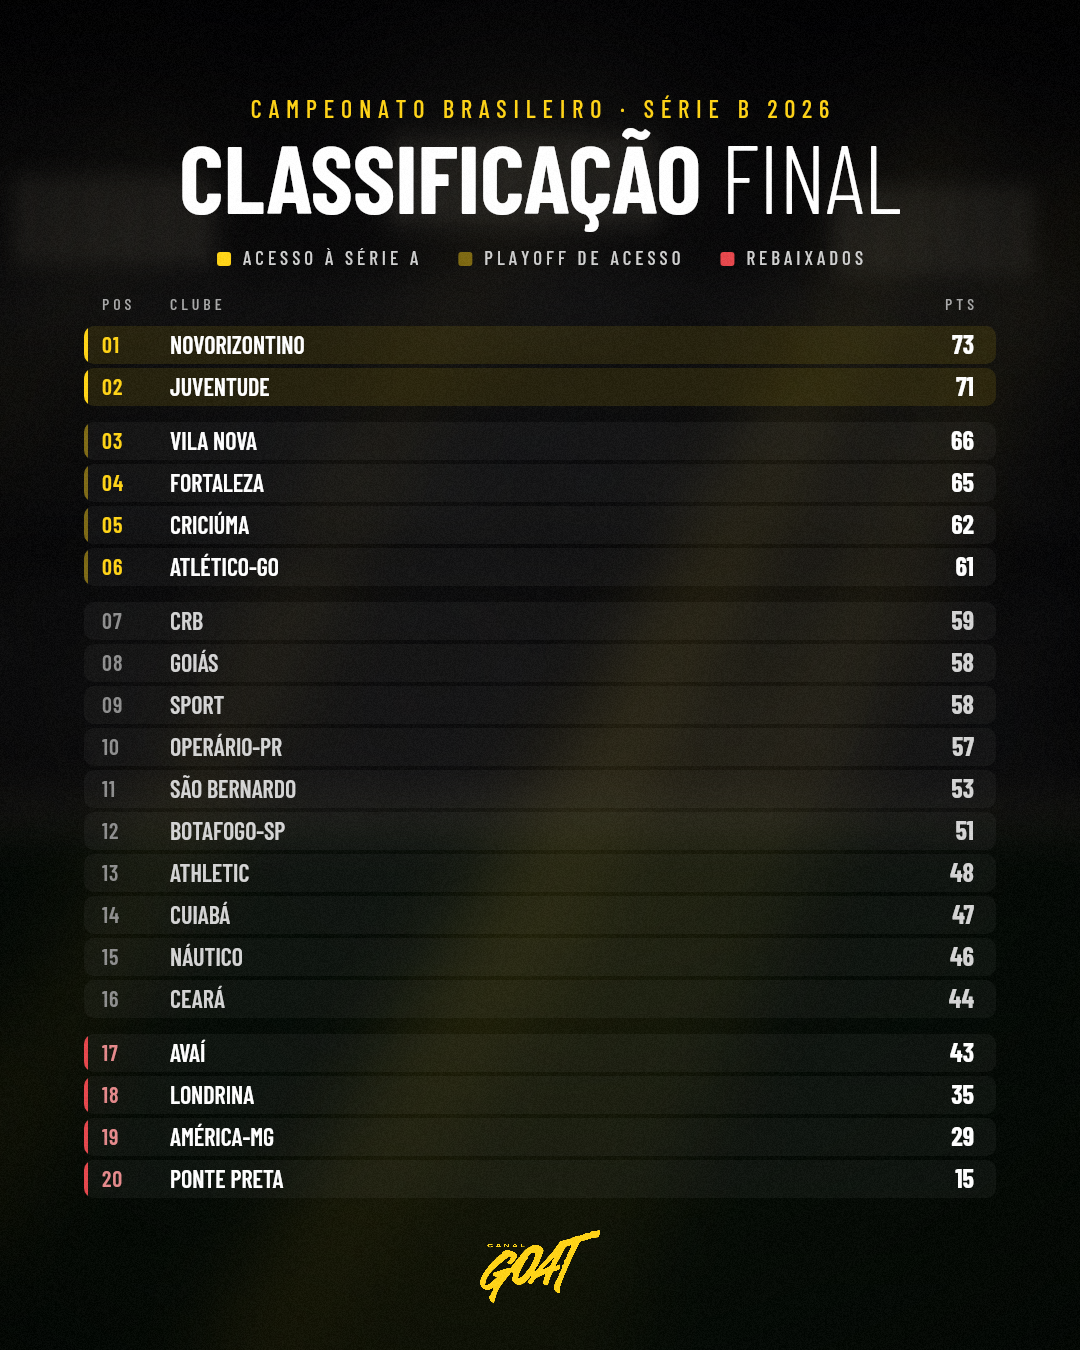 CAMPEONATO BRASILEIRO · SÉRIE B 2026
CLASSIFICAÇÃO FINAL
ACESSO À SÉRIE A PLAYOFF DE ACESSO REBAIXADOS
POS CLUBE PTS
01 NOVORIZONTINO 73
02 JUVENTUDE 71
03 VILA NOVA 66
04 FORTALEZA 65
05 CRICIÚMA 62
06 ATLÉTICO-GO 61
07 CRB 59
08 GOIÁS 58
09 SPORT 58
10 OPERÁRIO-PR 57
11 SÃO BERNARDO 53
12 BOTAFOGO-SP 51
13 ATHLETIC 48
14 CUIABÁ 47
15 NÁUTICO 46
16 CEARÁ 44
17 AVAÍ 43
18 LONDRINA 35
19 AMÉRICA-MG 29
20 PONTE PRETA 15
CANAL
GOAT